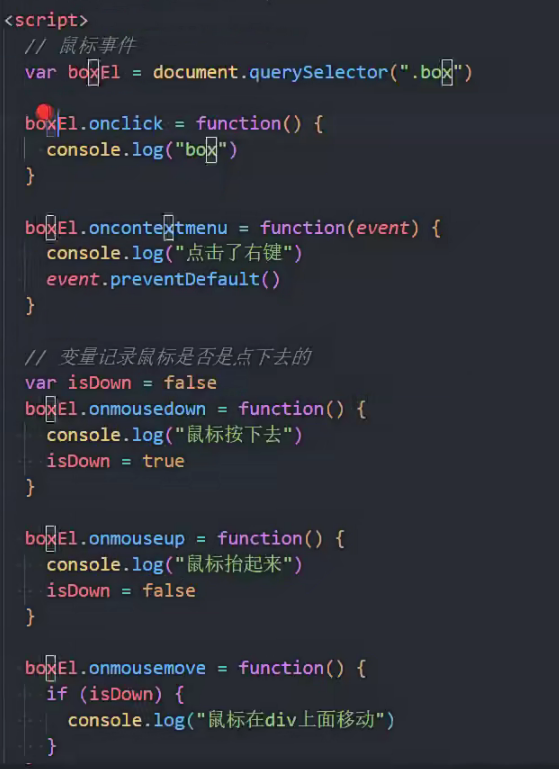 <script>
// 鼠标事件
var boxEl = document.querySelector(".box")
boxEl.onclick = function() {
console.log("box")
}
boxEl.oncontextmenu = function(event) {
console.log("点击了右键")
event.preventDefault()
}
// 变量记录鼠标是否是点下去的
var isDown = false
boxEl.onmousedown = function() {
console.log("鼠标按下去")
isDown = true
}
boxEl.onmouseup = function() {
console.log("鼠标抬起来")
isDown = false
}
boxEl.onmousemove = function() {
if (isDown) {
console.log("鼠标在div上面移动")
}